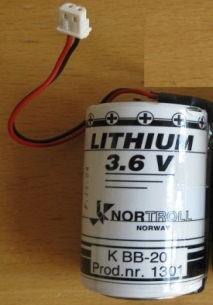 LITHIUM
3.6 V
NORTROLL
NORWAY
K BB-20
Prod.nr. 1301